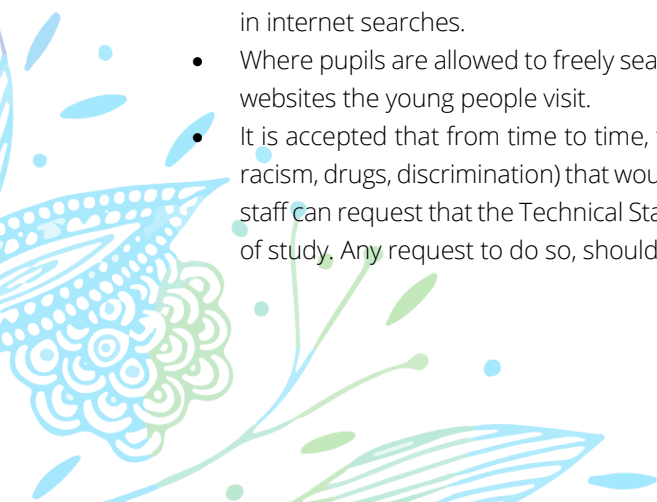 in internet searches.
• Where pupils are allowed to freely sea
websites the young people visit.
• It is accepted that from time to time,
racism, drugs, discrimination) that wou
staff can request that the Technical Sta
of study. Any request to do so, should